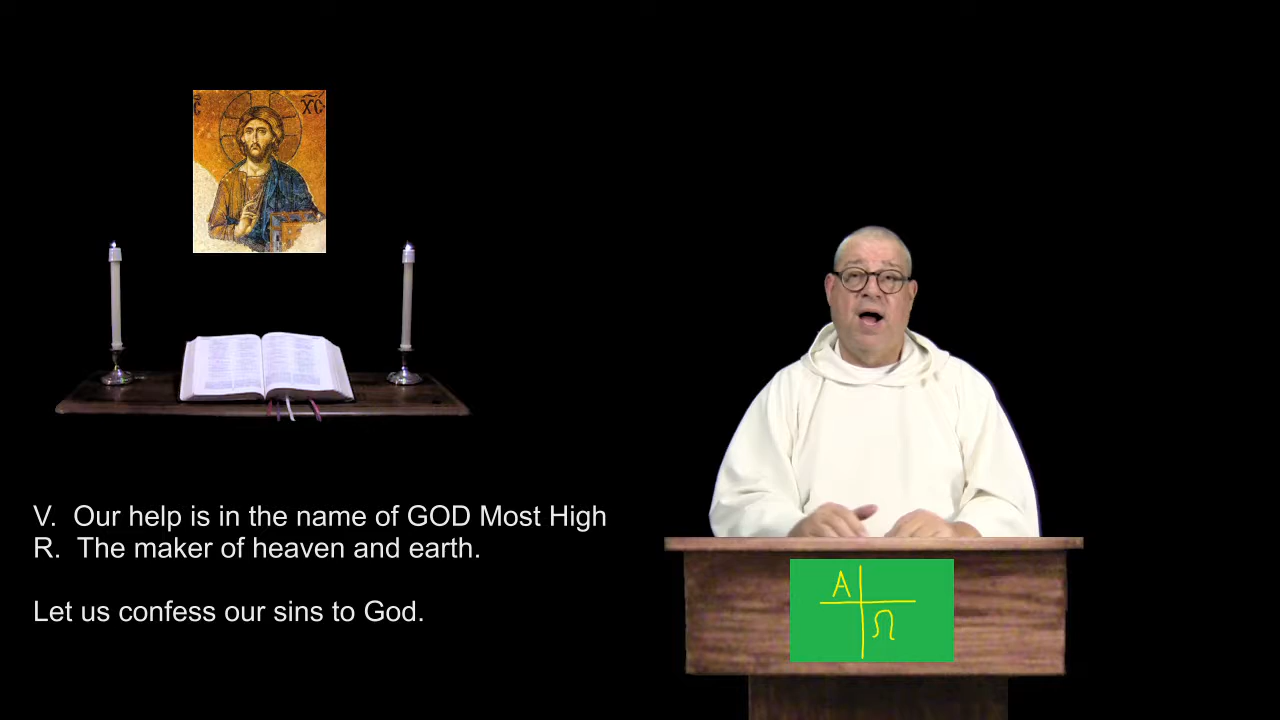 C
XC
V. Our help is in the name of GOD Most High
R. The maker of heaven and earth.
Let us confess our sins to God.
A
Ω